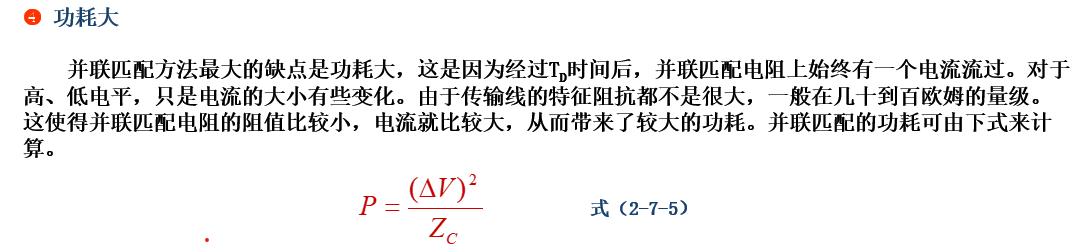 4 功耗大
并联匹配方法最大的缺点是功耗大，这是因为经过T_D时间后，并联匹配电阻上始终有一个电流流过。对于
高、低电平，只是电流的大小有些变化。由于传输线的特征阻抗都不是很大，一般在几十到百欧姆的量级。
这使得并联匹配电阻的阻值比较小，电流就比较大，从而带来了较大的功耗。并联匹配的功耗可由下式来计
算。
P = (ΔV)² / Z_C 式（2-7-5）